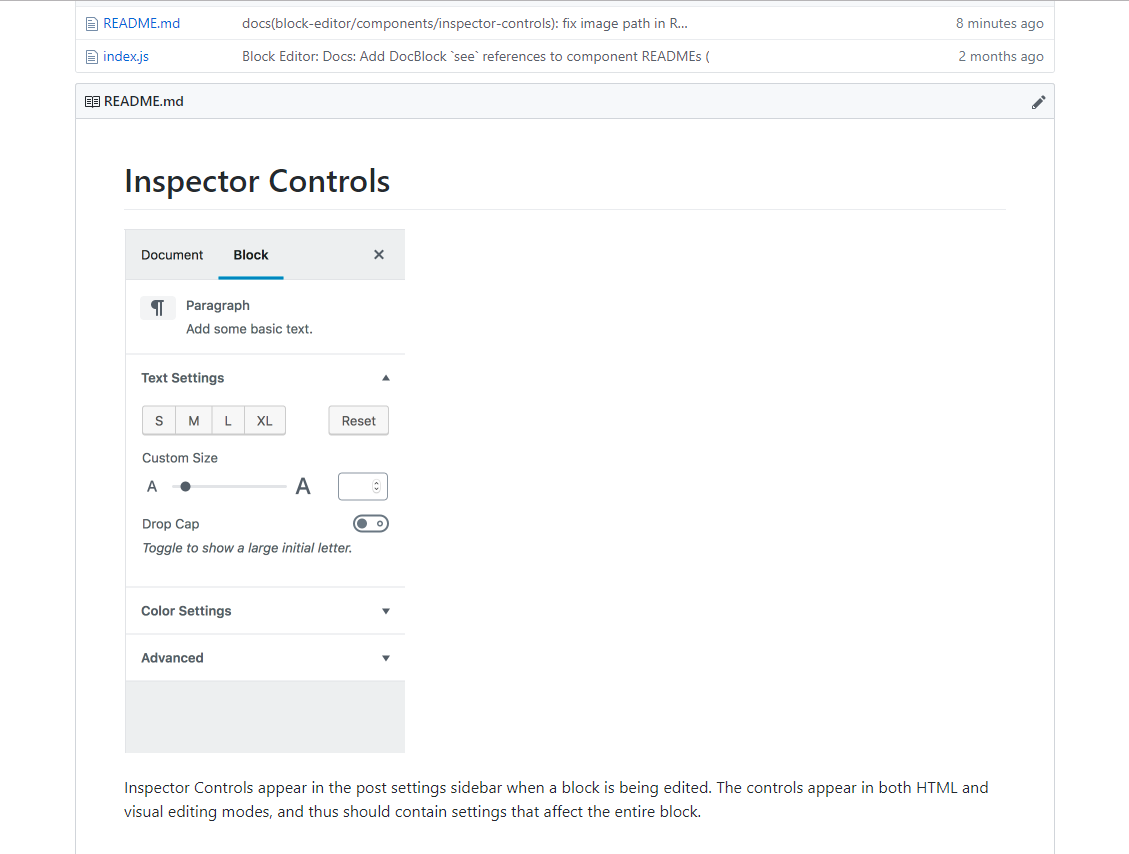 README.md docs(block-editor/components/inspector-controls): fix image path in R... 8 minutes ago
index.js Block Editor: Docs: Add DocBlock `see` references to component READMEs ( 2 months ago
README.md
Inspector Controls
Document Block ×
¶ Paragraph
Add some basic text.
Text Settings
S M L XL Reset
Custom Size
A A
Drop Cap
Toggle to show a large initial letter.
Color Settings
Advanced
Inspector Controls appear in the post settings sidebar when a block is being edited. The controls appear in both HTML and
visual editing modes, and thus should contain settings that affect the entire block.